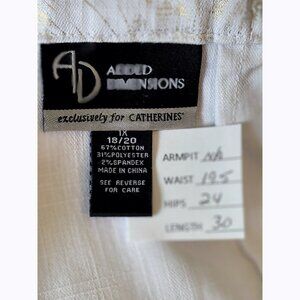 AD
ADDED
DIMENSIONS
exclusively for CATHERINES®
1X
18/20
67%COTTON
31%POLYESTER
2%SPANDEX
MADE IN CHINA
SEE REVERSE
FOR CARE
ARMPIT N/A
WAIST 19.5
HIPS 24
LENGTH 30